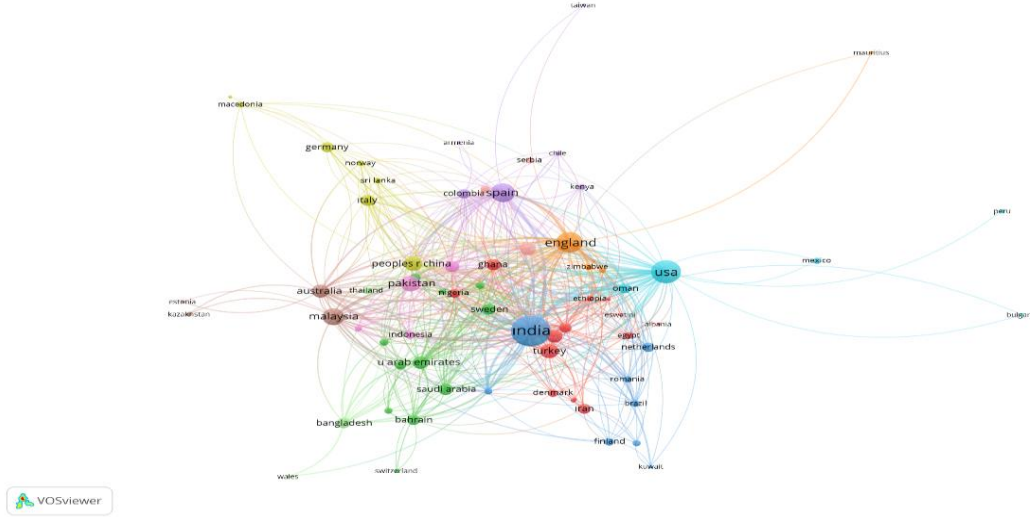 taiwan
mauritius
macedonia
armenia
germany
chile
serbia
norway
sri lanka
kenya
colombia
spain
italy
peru
england
mexico
peoples r china
ghana
zimbabwe
usa
pakistan
oman
australia
thailand
nigeria
estonia
ethiopia
sweden
kazakhstan
malaysia
eswatini
bulgar
albania
india
indonesia
egypt
netherlands
turkey
u arab emirates
romania
saudi arabia
denmark
brazil
iran
bahrain
bangladesh
finland
kuwait
switzerland
wales
VOSviewer